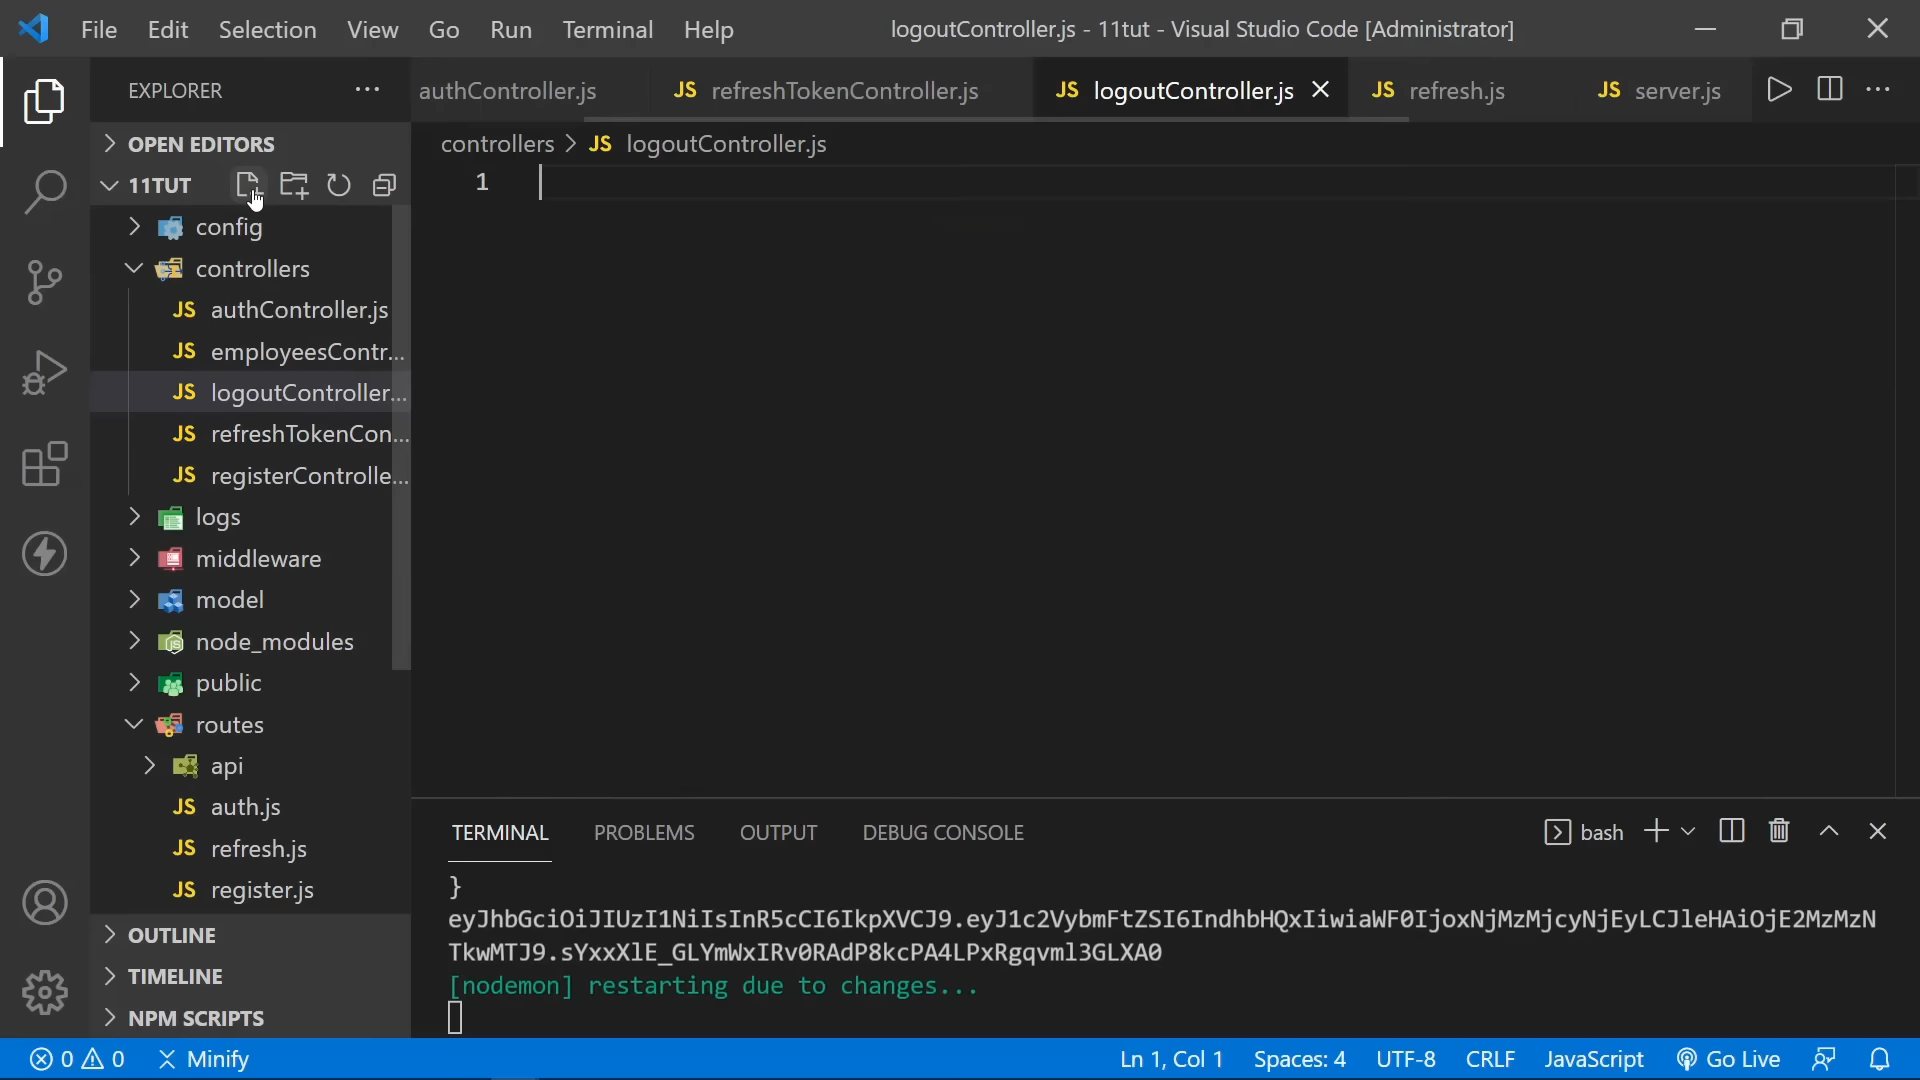 File Edit Selection View Go Run Terminal Help logoutController.js - 11tut - Visual Studio Code [Administrator]
EXPLORER
authController.js JS refreshTokenController.js JS logoutController.js JS refresh.js JS server.js
OPEN EDITORS
controllers > JS logoutController.js
11TUT
1
config
controllers
JS authController.js
JS employeesContr...
JS logoutController...
JS refreshTokenCon...
JS registerControlle...
logs
middleware
model
node_modules
public
routes
api
JS auth.js
JS refresh.js
JS register.js
OUTLINE
TIMELINE
NPM SCRIPTS
TERMINAL PROBLEMS OUTPUT DEBUG CONSOLE bash
}
eyJhbGciOiJIUzI1NiIsInR5cCI6IkpXVCJ9.eyJ1c2VybmFtZSI6IndhbHQxIiwiaWF0IjoxNjMzMjcyNjEyLCJleHAiOjE2MzMzN
TkwMTJ9.sYxxXlE_GLYmWxIRv0RAdP8kcPA4LPxRgqvml3GLXA0
[nodemon] restarting due to changes...
0 0 Minify Ln 1, Col 1 Spaces: 4 UTF-8 CRLF JavaScript Go Live